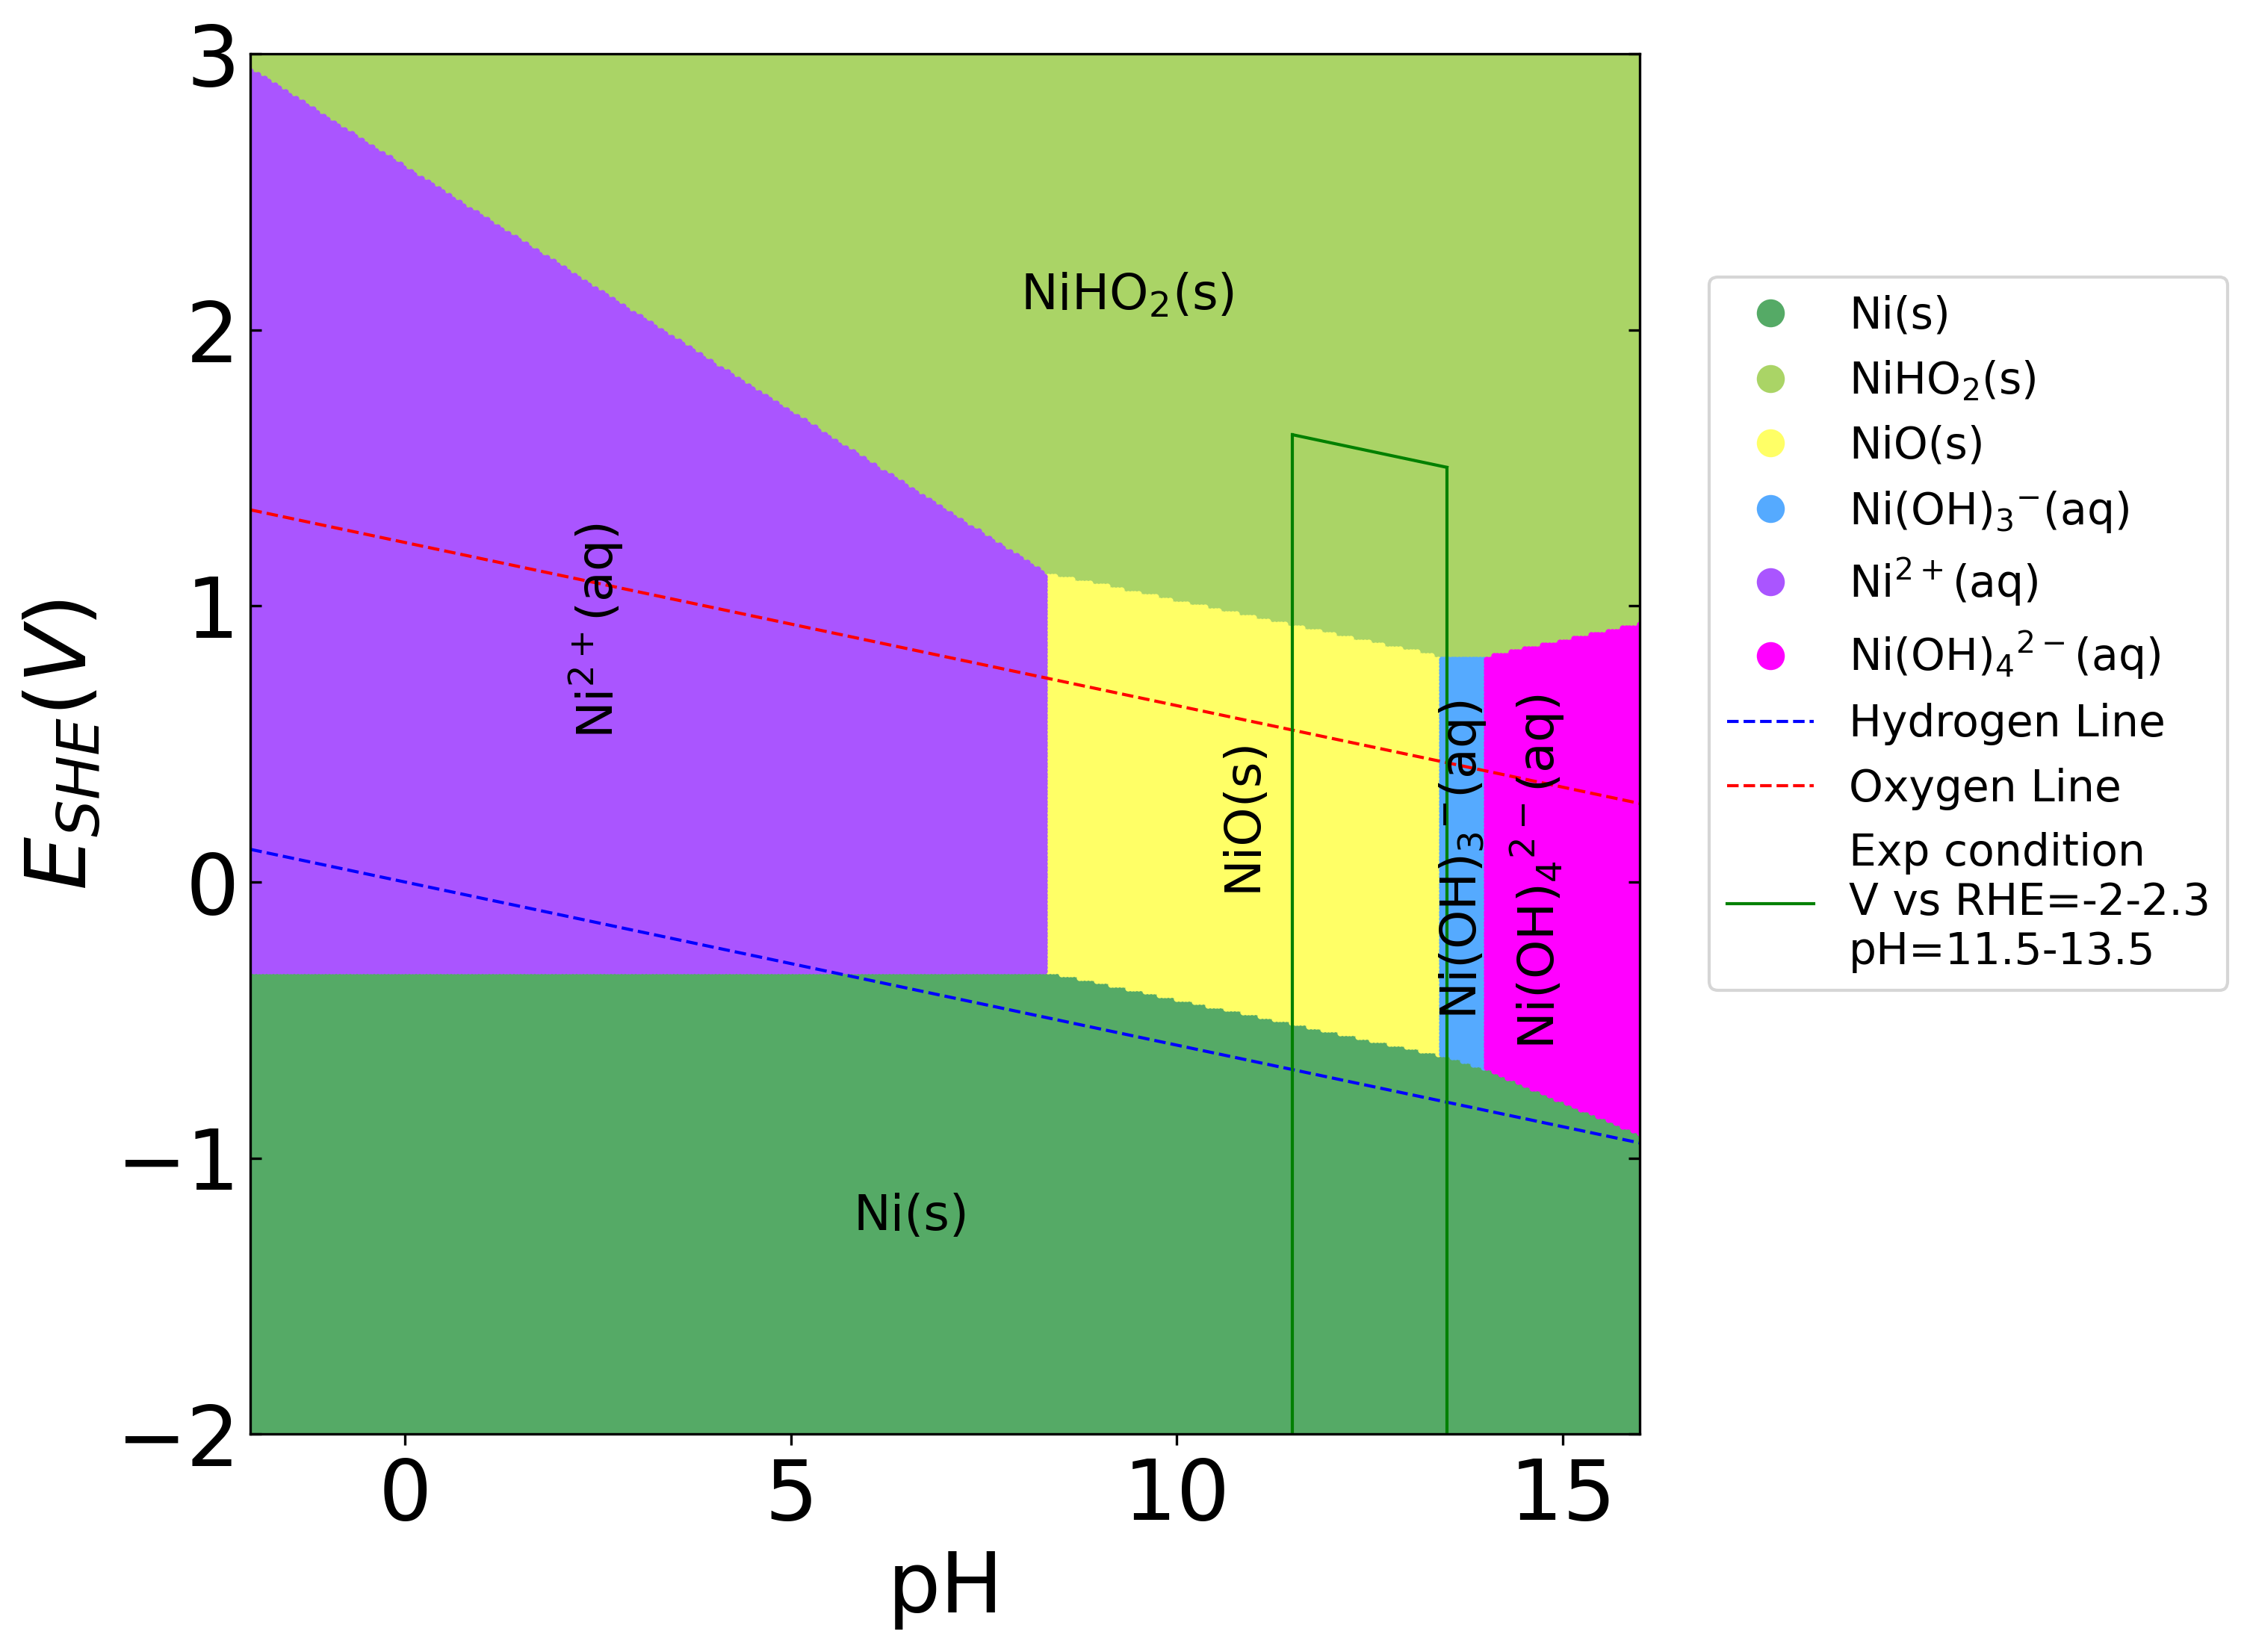 3
2
1
0
−1
−2
0
5
10
15
pH
E_SHE(V)
NiHO₂(s)
Ni²⁺(aq)
NiO(s)
Ni(OH)₃⁻(aq)
Ni(OH)₄²⁻(aq)
Ni(s)
Ni(s)
NiHO₂(s)
NiO(s)
Ni(OH)₃⁻(aq)
Ni²⁺(aq)
Ni(OH)₄²⁻(aq)
Hydrogen Line
Oxygen Line
Exp condition
V vs RHE=-2-2.3
pH=11.5-13.5